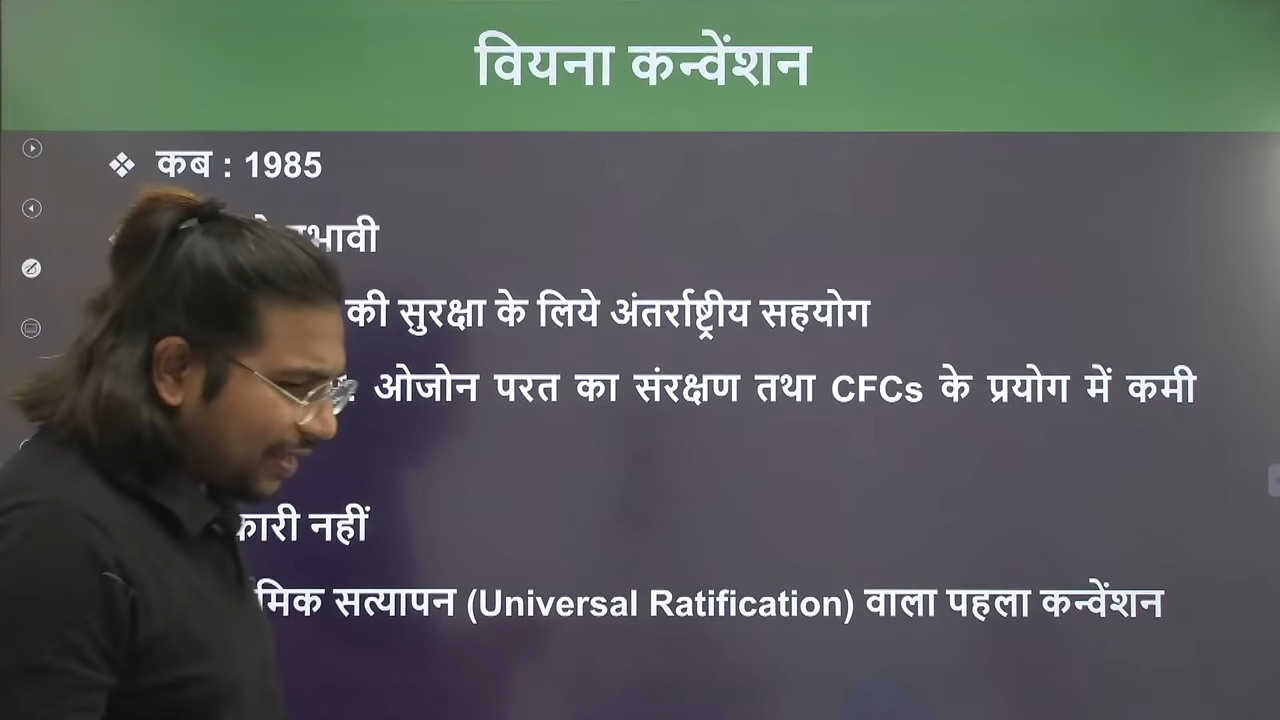 वियना कन्वेंशन
❖ कब : 1985
की सुरक्षा के लिये अंतर्राष्ट्रीय सहयोग
ओजोन परत का संरक्षण तथा CFCs के प्रयोग में कमी
नहीं
सत्यापन (Universal Ratification) वाला पहला कन्वेंशन